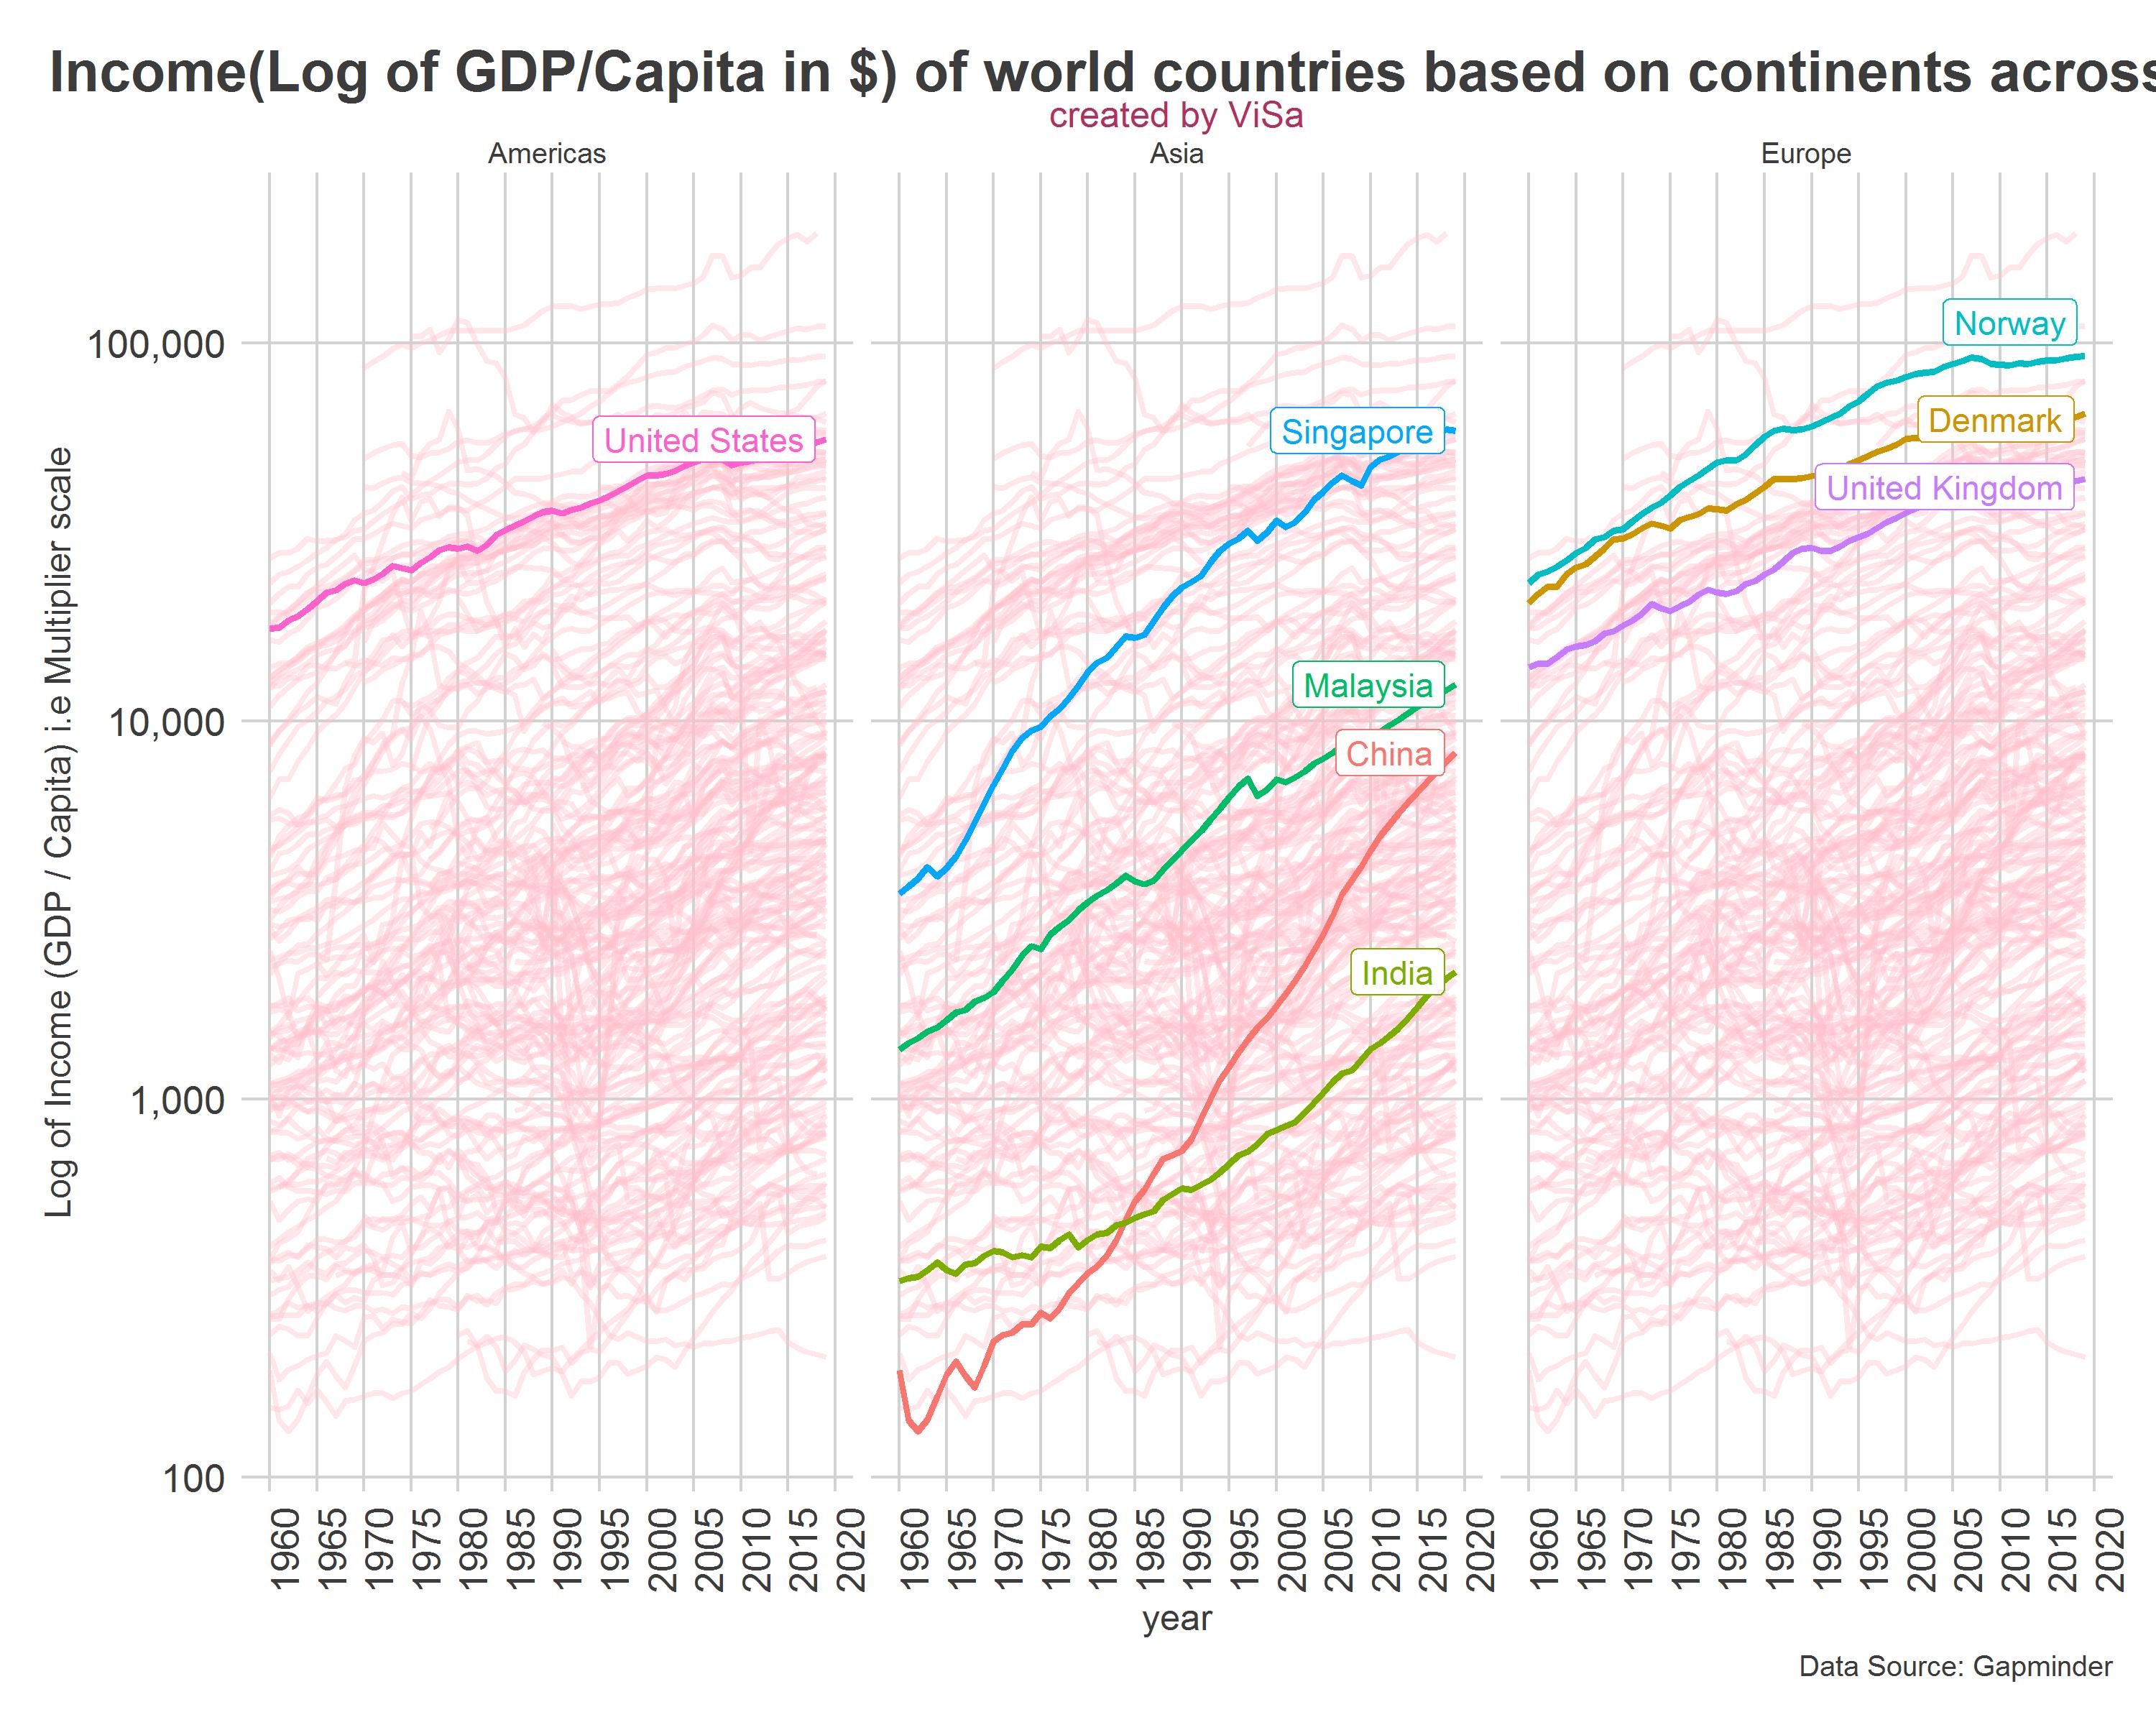 Income(Log of GDP/Capita in $) of world countries based on continents across
created by ViSa
Americas
Asia
Europe
Log of Income (GDP / Capita) i.e Multiplier scale
100,000
10,000
1,000
100
United States
Singapore
Malaysia
China
India
Norway
Denmark
United Kingdom
1960 1965 1970 1975 1980 1985 1990 1995 2000 2005 2010 2015 2020
1960 1965 1970 1975 1980 1985 1990 1995 2000 2005 2010 2015 2020
1960 1965 1970 1975 1980 1985 1990 1995 2000 2005 2010 2015 2020
year
Data Source: Gapminder